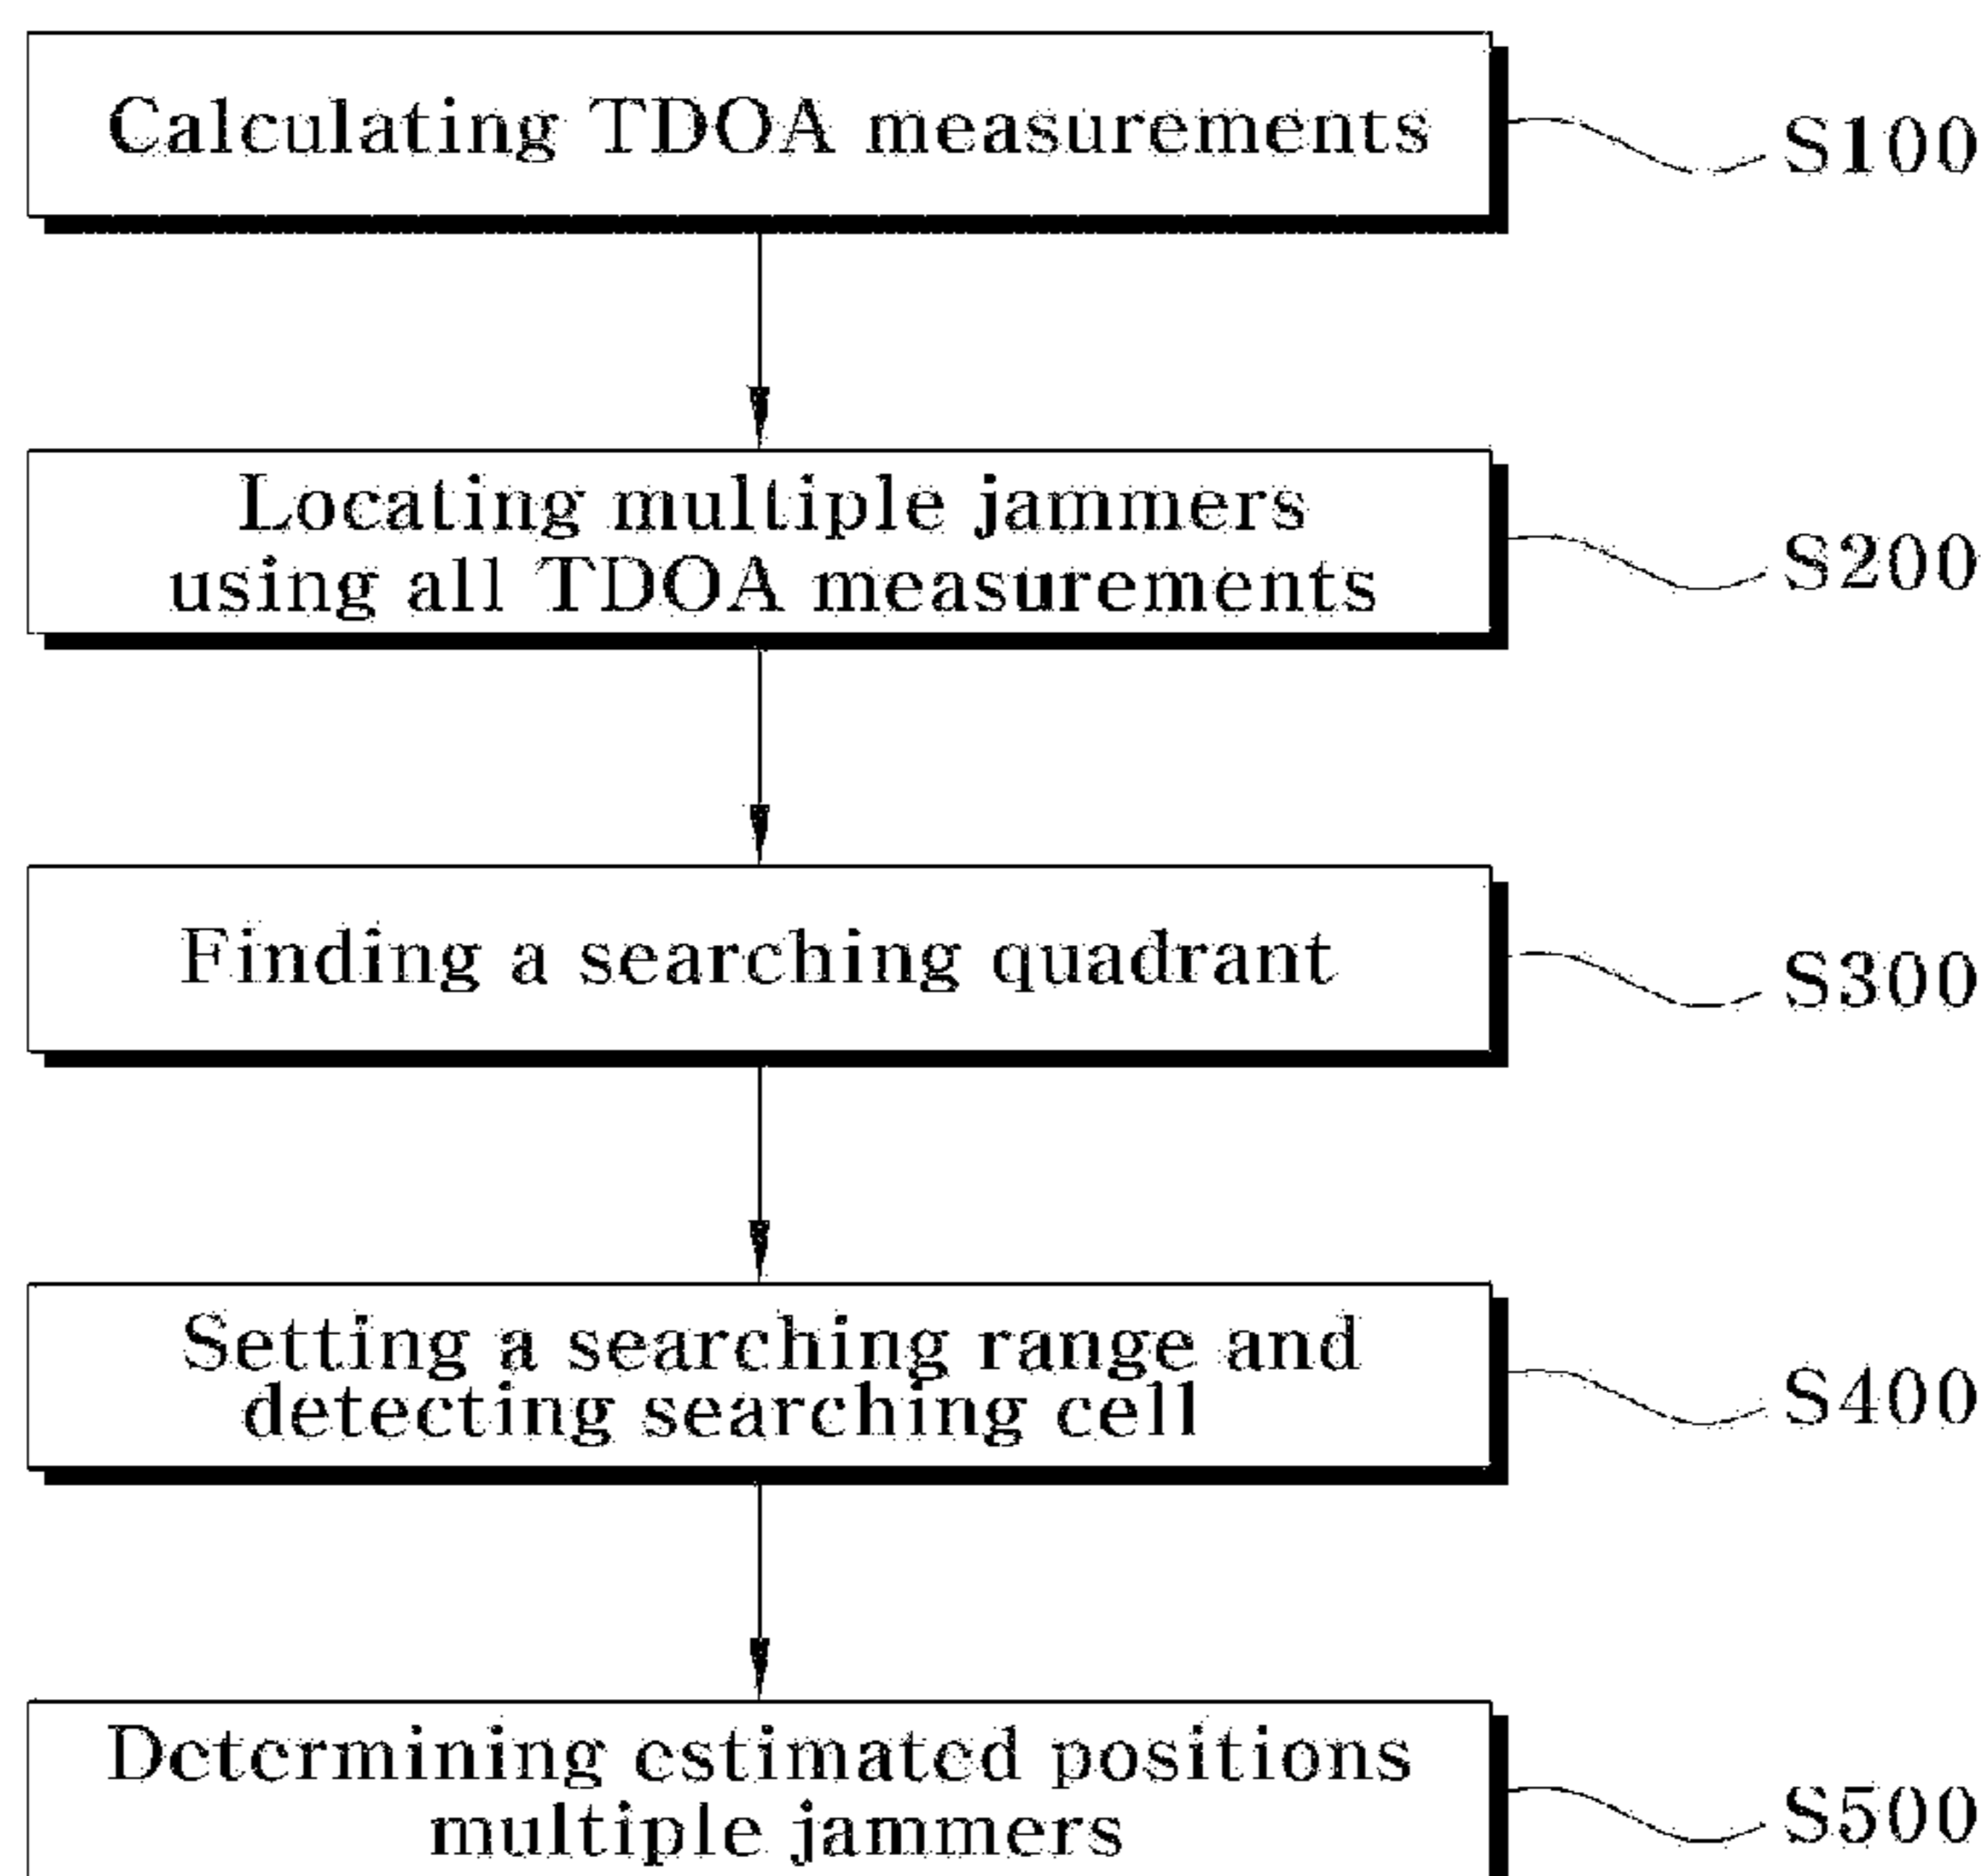 Calculating TDOA measurements
S100
Locating multiple jammers
using all TDOA measurements
S200
Finding a searching quadrant
S300
Setting a searching range and
detecting searching cell
S400
Determining estimated positions
multiple jammers
S500